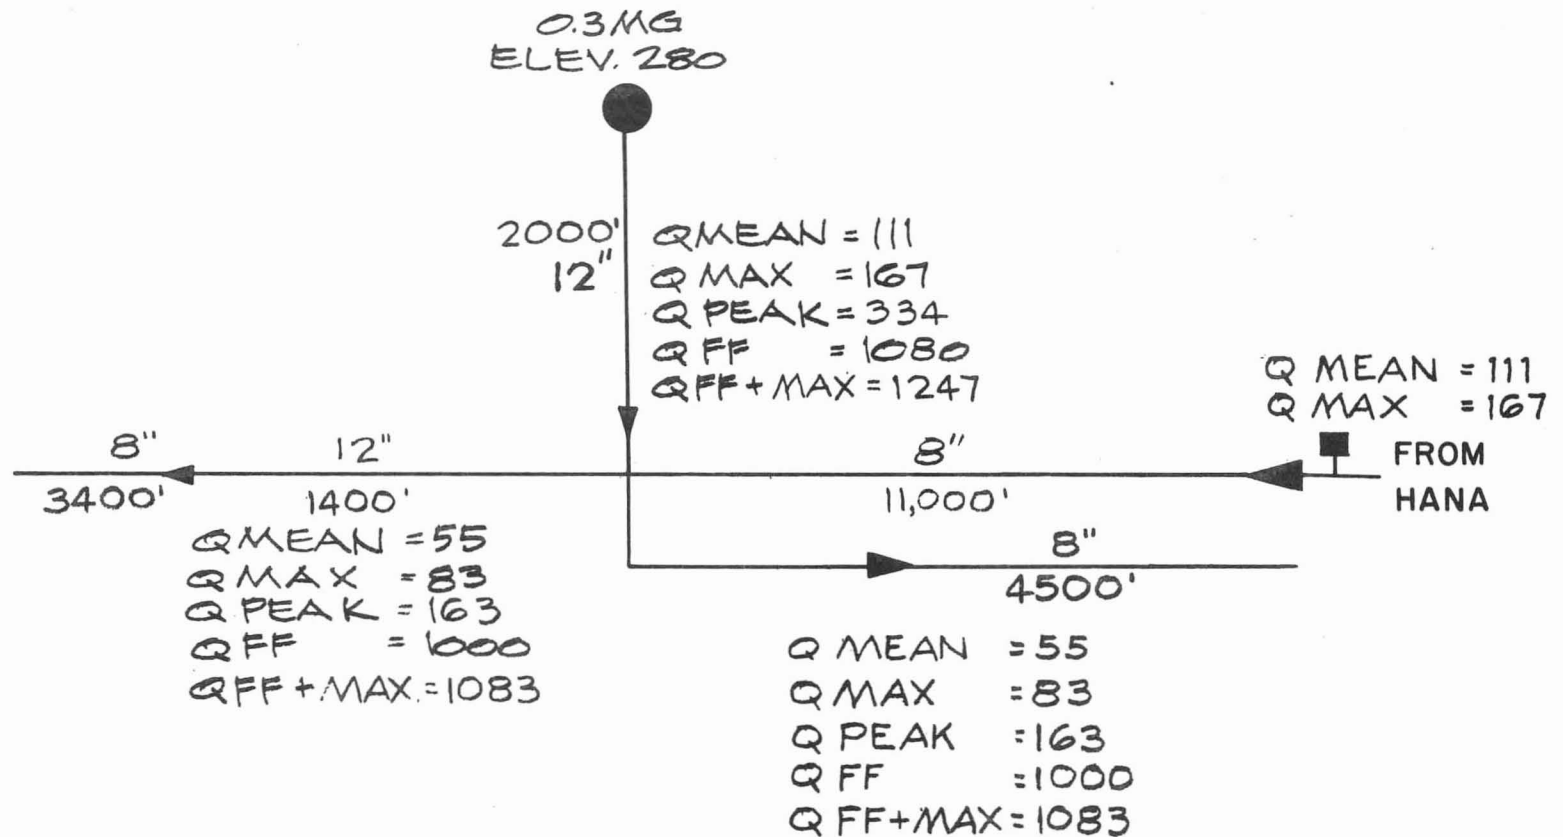 0.3MG
ELEV. 280
2000'
12"
QMEAN = 111
Q MAX = 167
Q PEAK = 334
Q FF = 1080
QFF + MAX = 1247
Q MEAN = 111
Q MAX = 167
FROM
HANA
8"
3400'
12"
1400'
8"
11,000'
QMEAN = 55
Q MAX = 83
Q PEAK = 163
Q FF = 1000
QFF + MAX = 1083
8"
4500'
Q MEAN = 55
Q MAX = 83
Q PEAK = 163
Q FF = 1000
Q FF+MAX = 1083